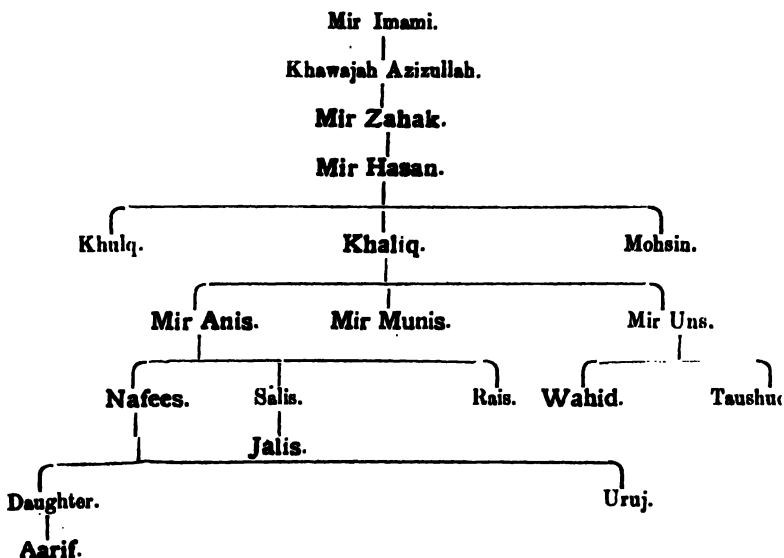 Mir Imami.
Khawajah Azizullah.
Mir Zahak.
Mir Hasan.
Khulq. Khaliq. Mohsin.
Mir Anis. Mir Munis. Mir Uns.
Nafees. Salis. Rais. Wahid. Taushud
Jalis.
Daughter. Uruj.
Aarif.